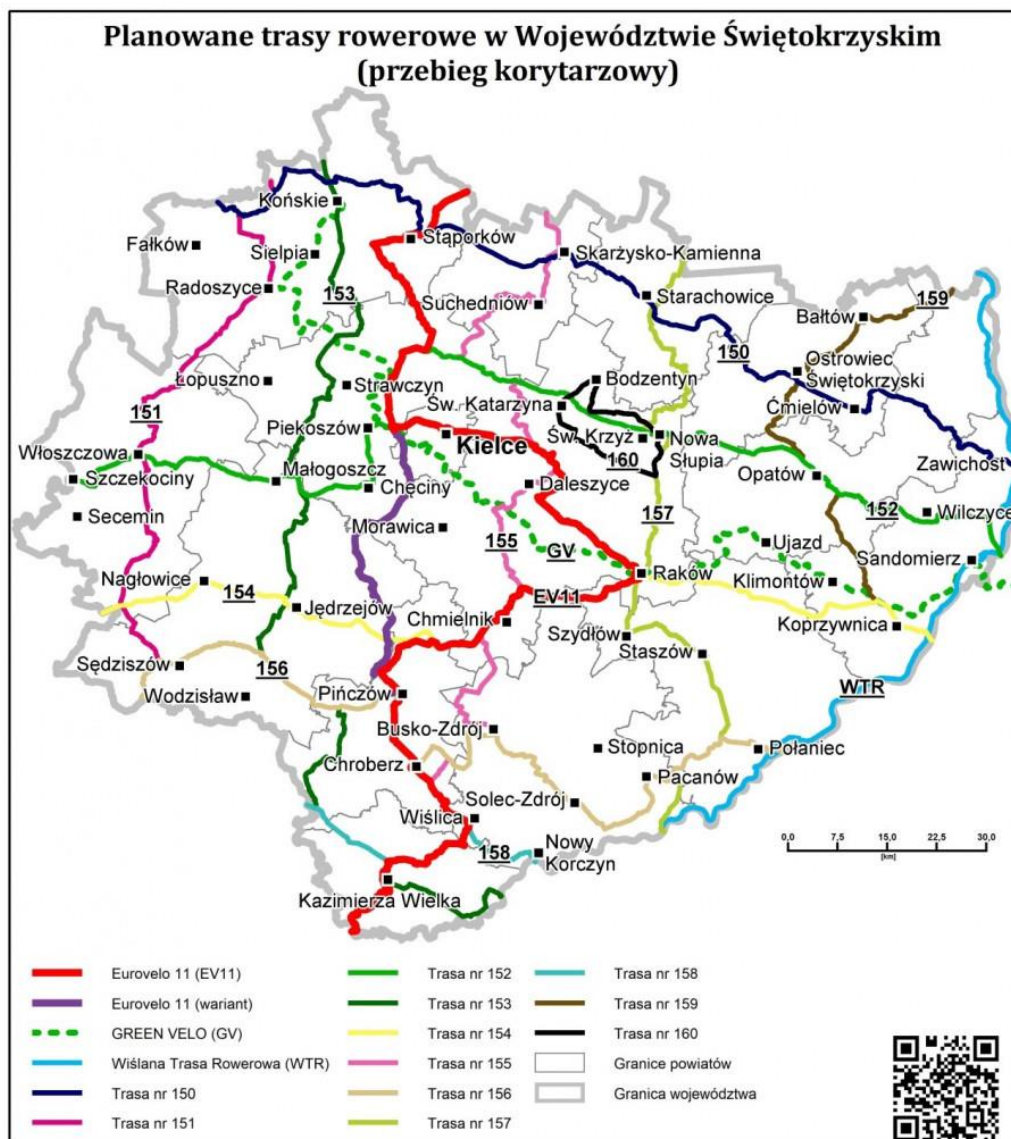 Planowane trasy rowerowe w Województwie Świętokrzyskim
(przebieg korytarzowy)
Końskie
Fałków
Stąporków
Sielpia
Skarżysko-Kamienna
Radoszyce
153
Suchedniów
Starachowice
159
Bałtów
150
Ostrowiec
Świętokrzyski
Łopuszno
Strawczyn
Bodzentyn
Św. Katarzyna
Ćmielów
151
Piekoszów
Kielce
Św. Krzyż
Nowa
Słupia
160
Włoszczowa
Szczekociny
Małogoszcz
Chęciny
Daleszyce
Opatów
Zawichost
Secemin
Morawica
155
157
152
Wilczyce
GV
Ujazd
Sandomierz
Nagłowice
154
Raków
Klimontów
EV11
Jędrzejów
Chmielnik
Szydłów
Koprzywnica
Staszów
Sędziszów
156
Wodzisław
Pińczów
WTR
Busko-Zdrój
Stopnica
Połaniec
Chroberz
Pacanów
Solec-Zdrój
Wiślica
158
Nowy
Korczyn
Kazimierza Wielka
0,0 7,5 15,0 22,5 30,0
[km]
Eurovelo 11 (EV11)
Eurovelo 11 (wariant)
GREEN VELO (GV)
Wiślana Trasa Rowerowa (WTR)
Trasa nr 150
Trasa nr 151
Trasa nr 152
Trasa nr 153
Trasa nr 154
Trasa nr 155
Trasa nr 156
Trasa nr 157
Trasa nr 158
Trasa nr 159
Trasa nr 160
Granice powiatów
Granica województwa